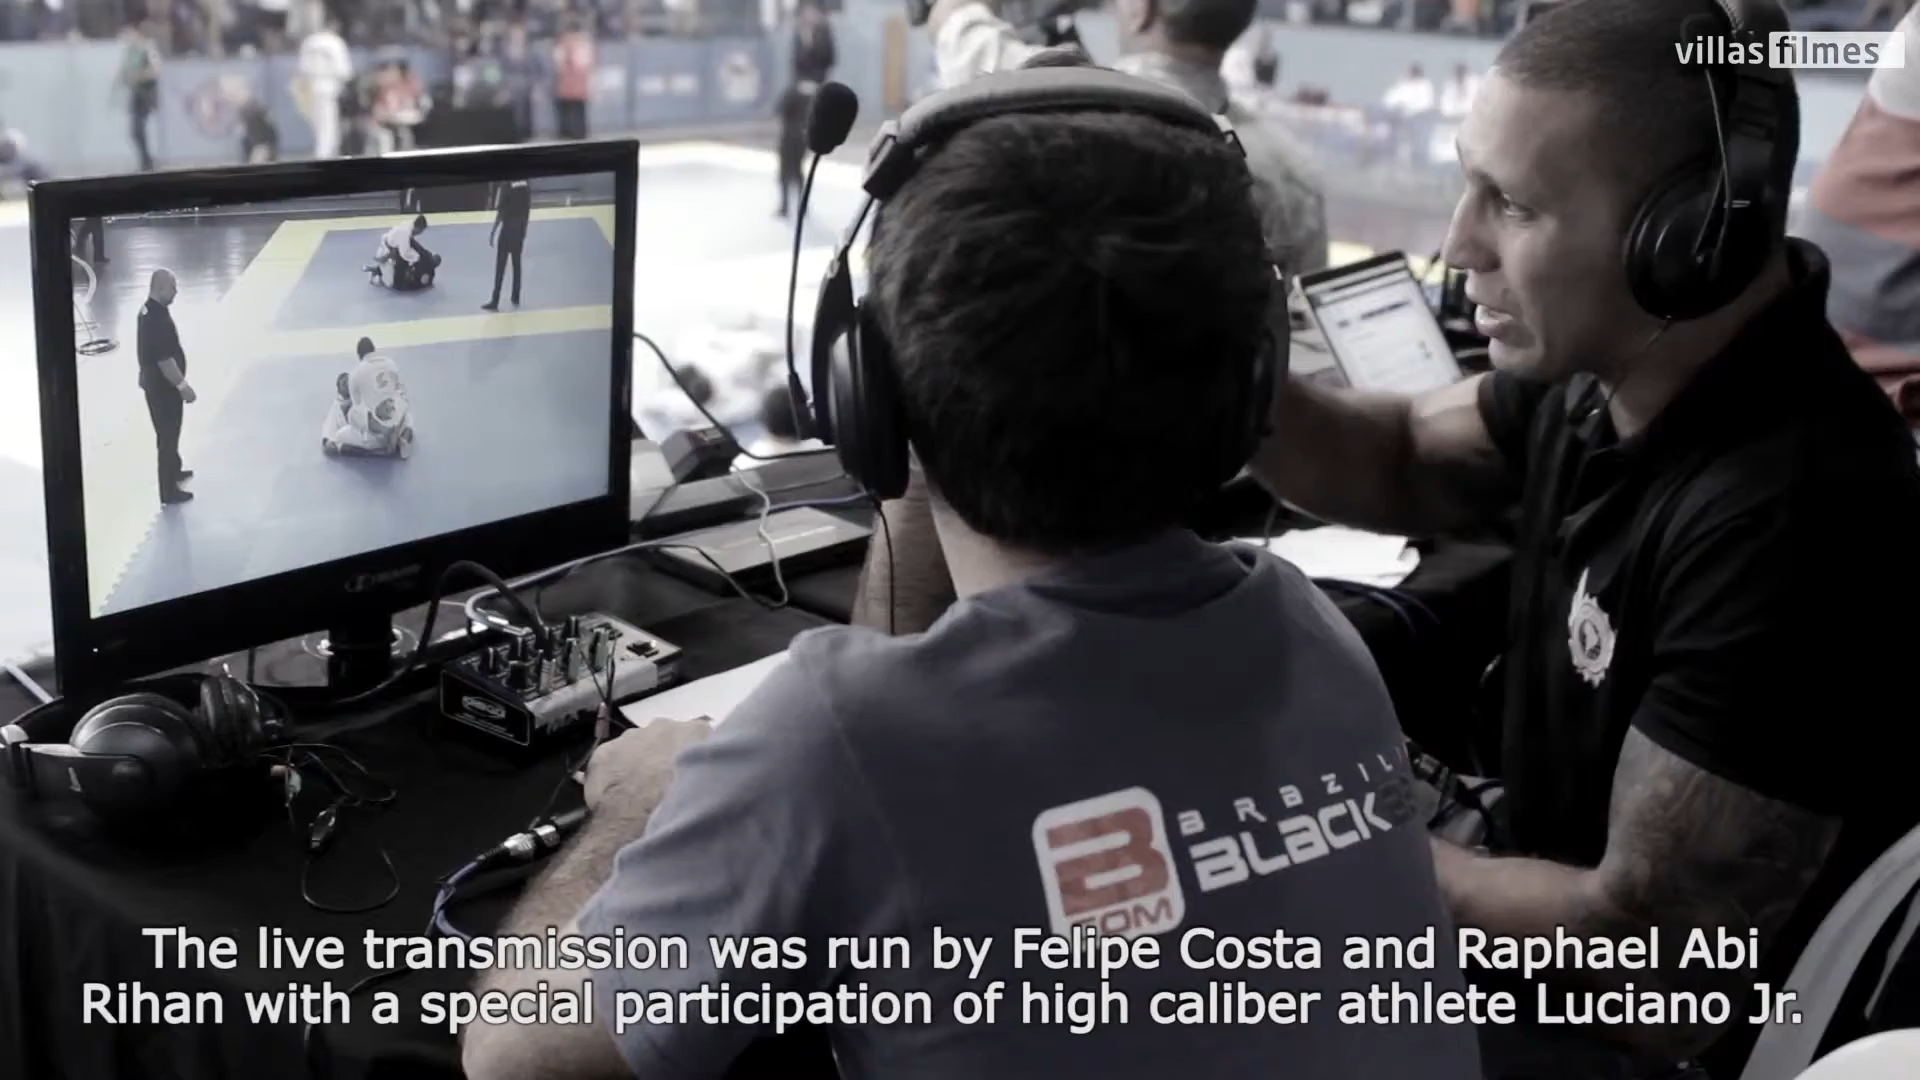 villas filmes
BRAZIL
BLACK
TOM
The live transmission was run by Felipe Costa and Raphael Abi
Rihan with a special participation of high caliber athlete Luciano Jr.